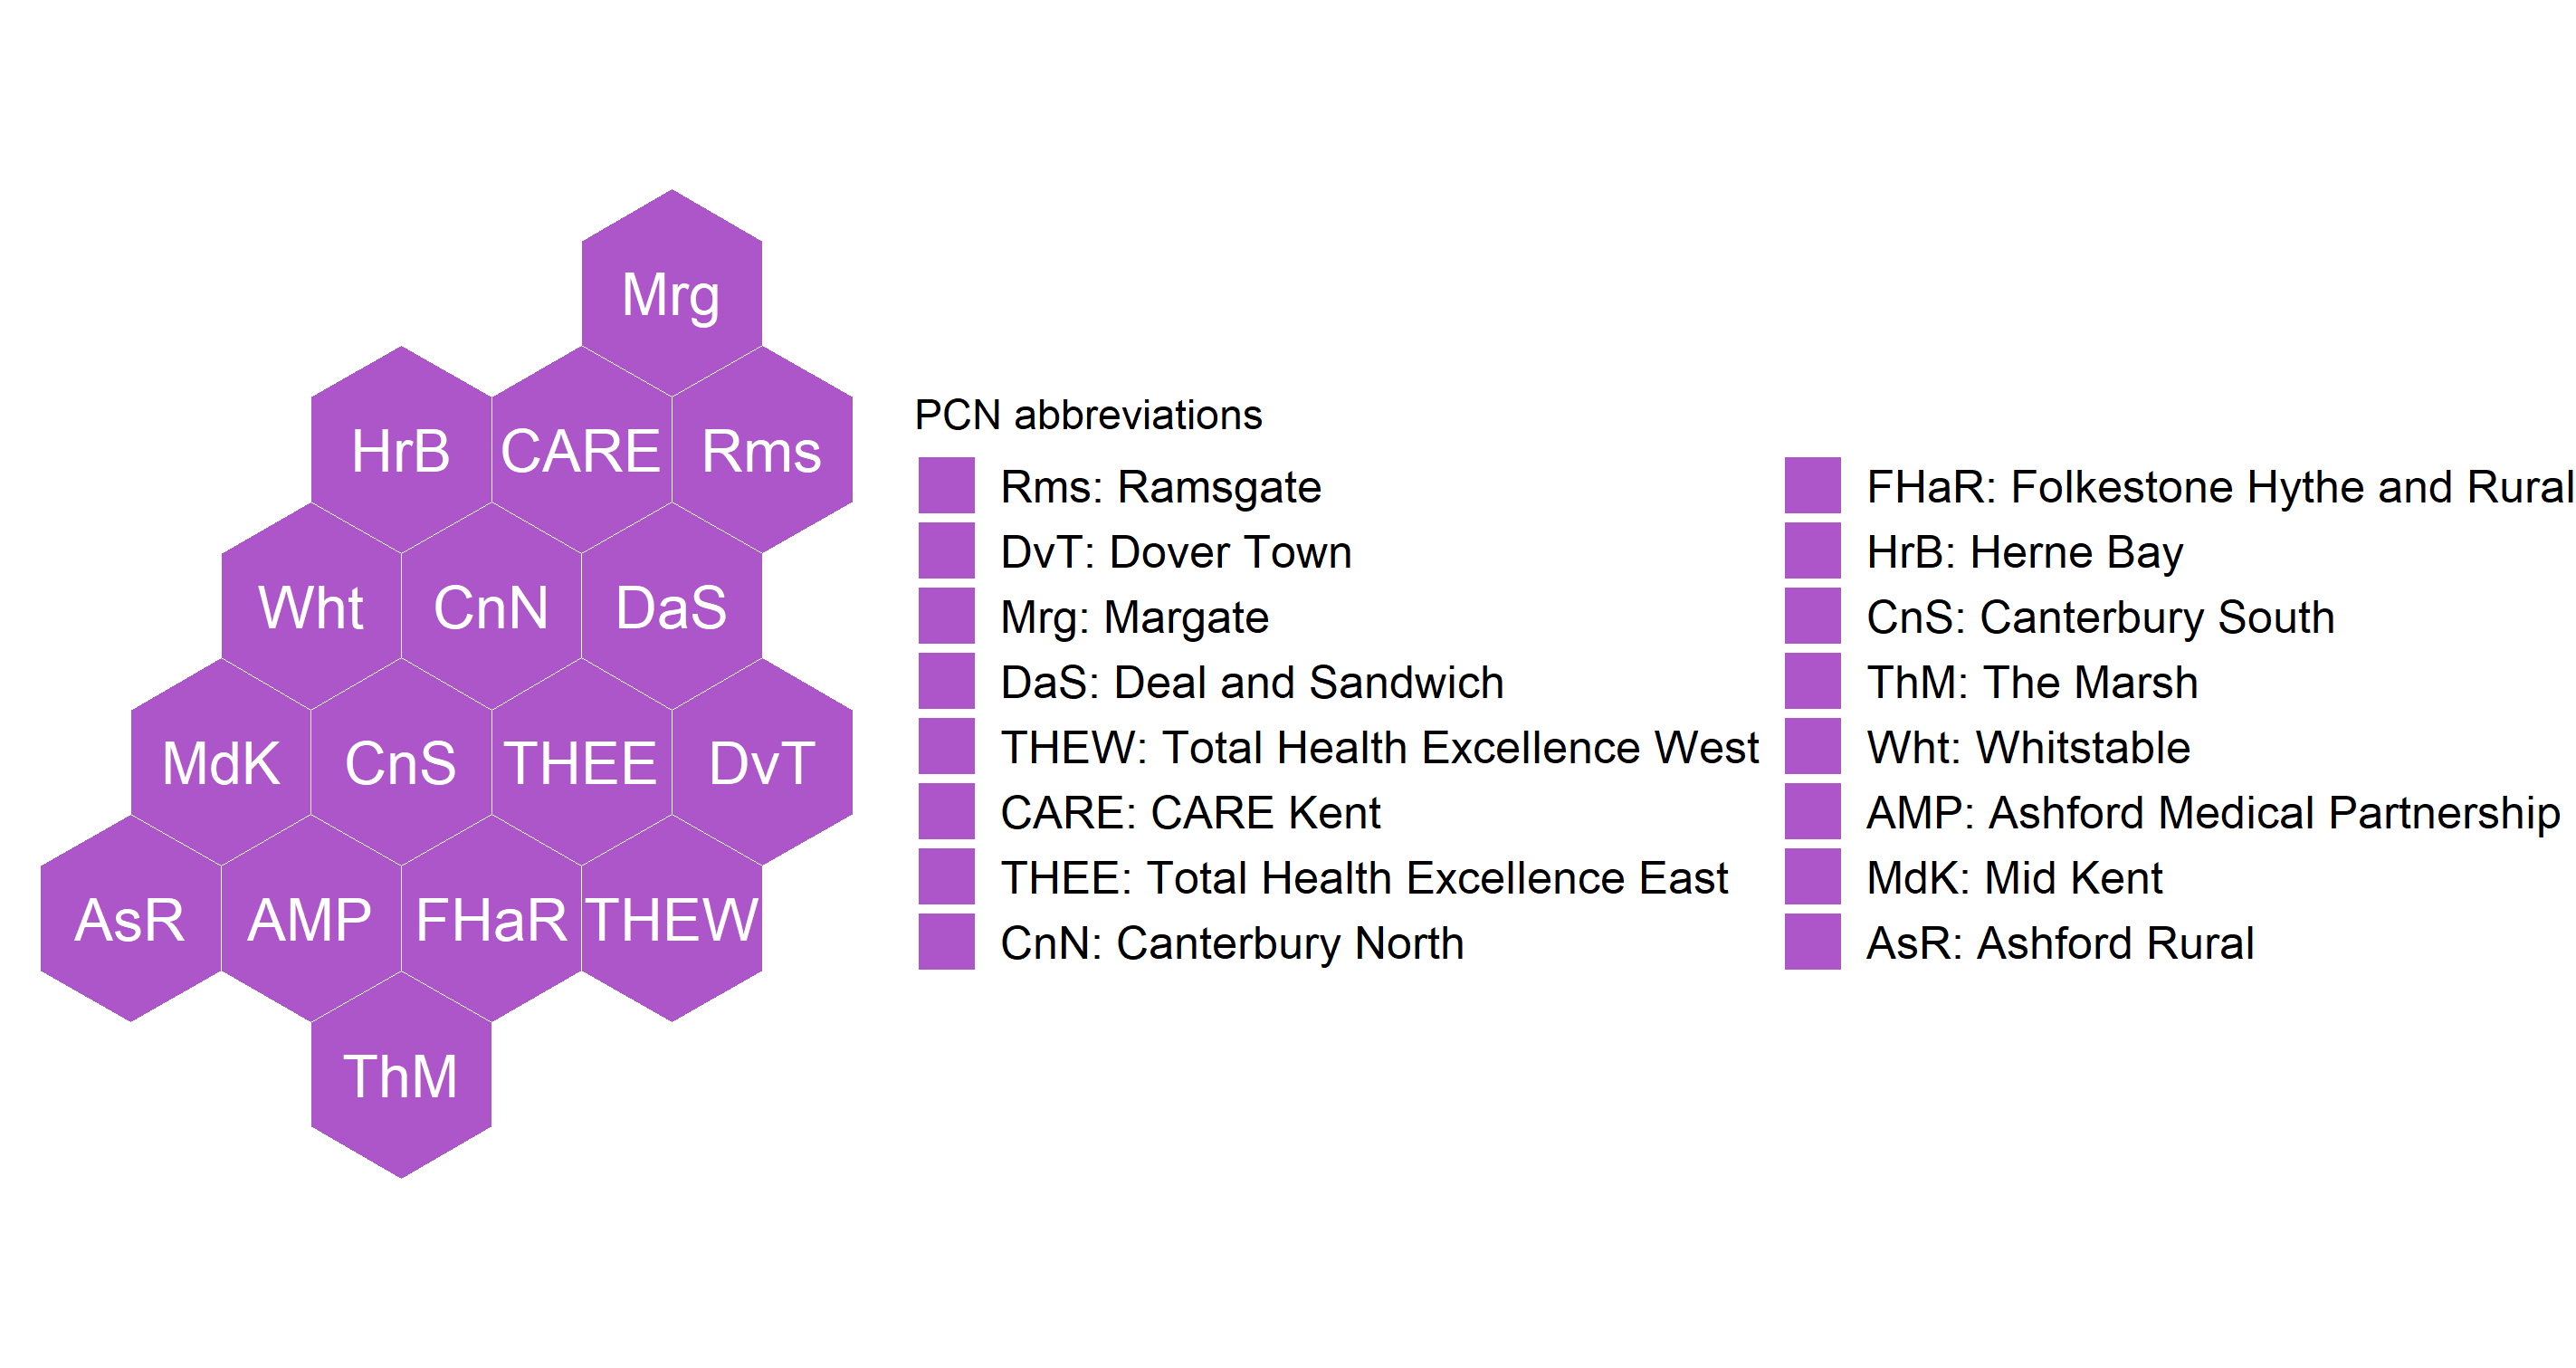 Mrg
HrB CARE Rms
Wht CnN DaS
MdK CnS THEE DvT
AsR AMP FHaR THEW
ThM
PCN abbreviations
Rms: Ramsgate
DvT: Dover Town
Mrg: Margate
DaS: Deal and Sandwich
THEW: Total Health Excellence West
CARE: CARE Kent
THEE: Total Health Excellence East
CnN: Canterbury North
FHaR: Folkestone Hythe and Rural
HrB: Herne Bay
CnS: Canterbury South
ThM: The Marsh
Wht: Whitstable
AMP: Ashford Medical Partnership
MdK: Mid Kent
AsR: Ashford Rural